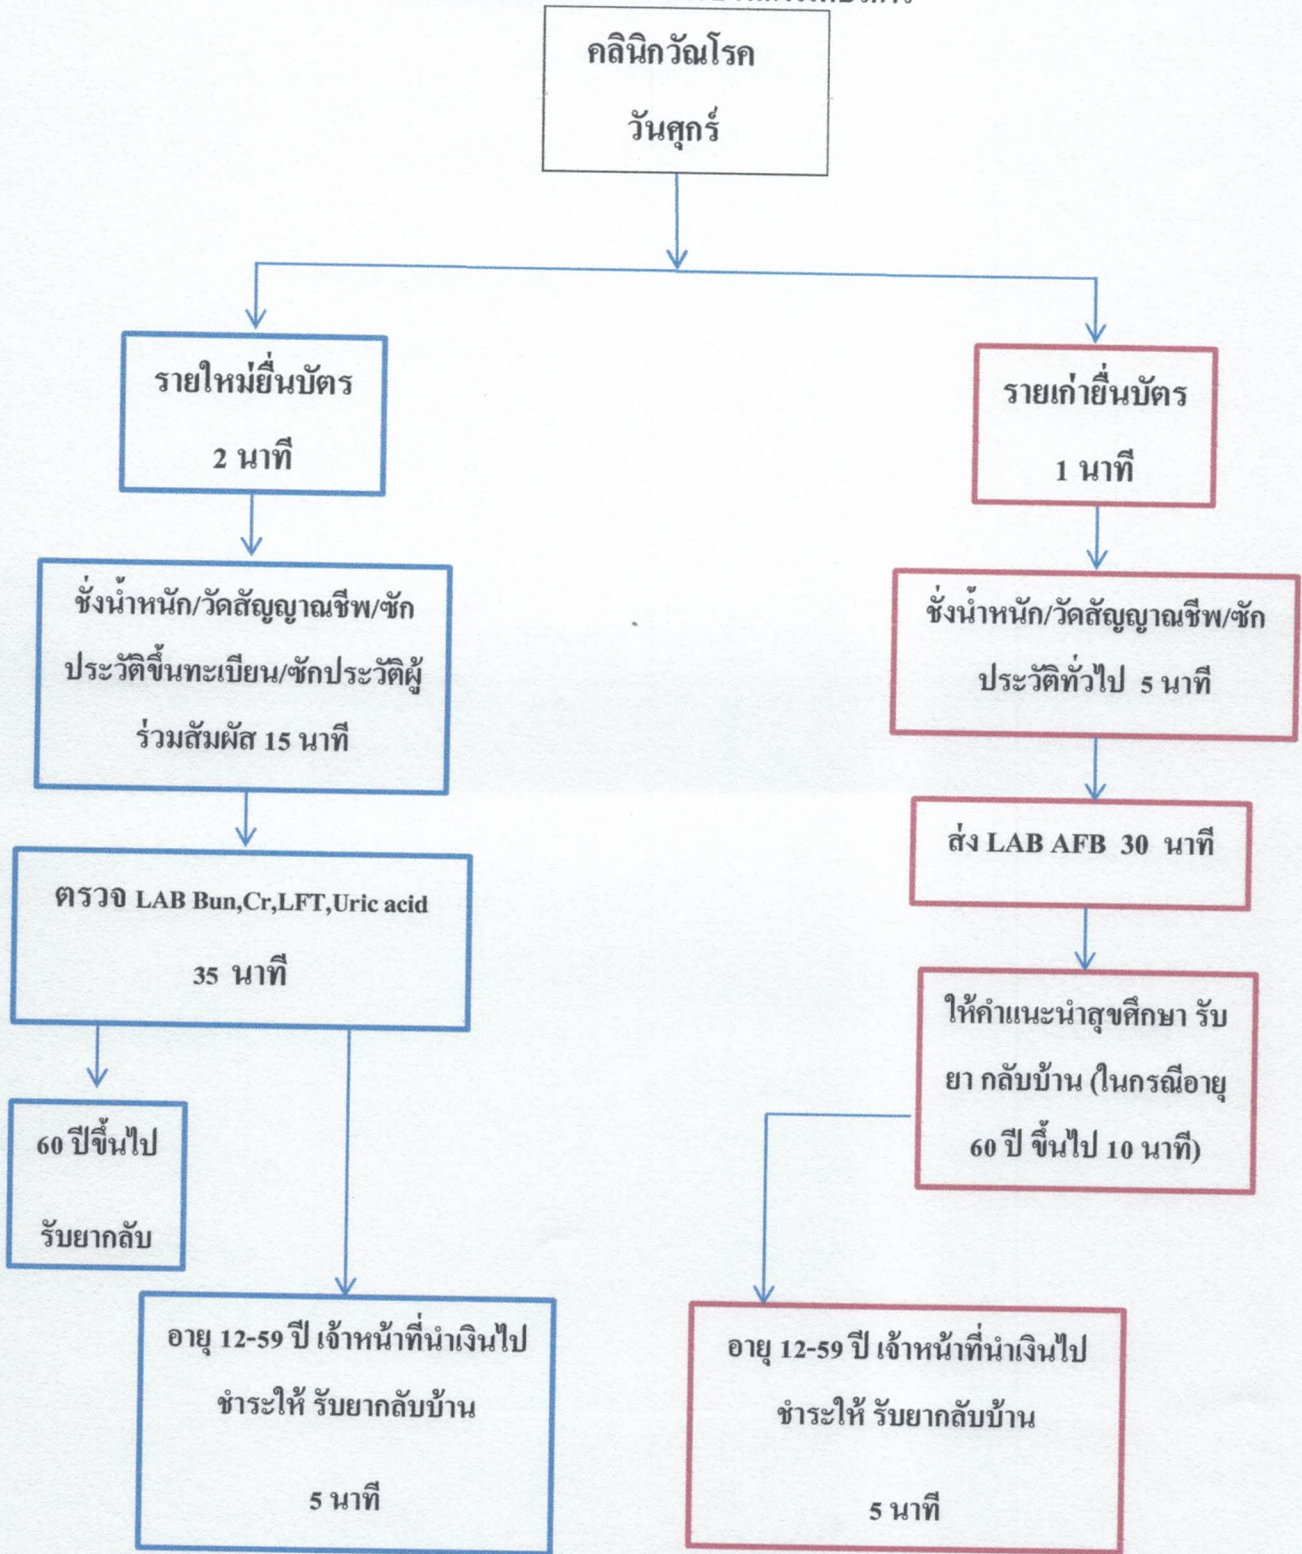 คลินิกวัณโรค
วันศุกร์
รายใหม่ยื่นบัตร
2 นาที
ชั่งน้ำหนัก/วัดสัญญาณชีพ/ซัก
ประวัติขึ้นทะเบียน/ซักประวัติผู้
ร่วมสัมผัส 15 นาที
ตรวจ LAB Bun,Cr,LFT,Uric acid
35 นาที
60 ปีขึ้นไป
รับยากลับ
อายุ 12-59 ปี เจ้าหน้าที่นำเงินไป
ชำระให้ รับยากลับบ้าน
5 นาที
รายเก่ายื่นบัตร
1 นาที
ชั่งน้ำหนัก/วัดสัญญาณชีพ/ซัก
ประวัติทั่วไป 5 นาที
ส่ง LAB AFB 30 นาที
ให้คำแนะนำสุขศึกษา รับ
ยา กลับบ้าน (ในกรณีอายุ
60 ปี ขึ้นไป 10 นาที)
อายุ 12-59 ปี เจ้าหน้าที่นำเงินไป
ชำระให้ รับยากลับบ้าน
5 นาที